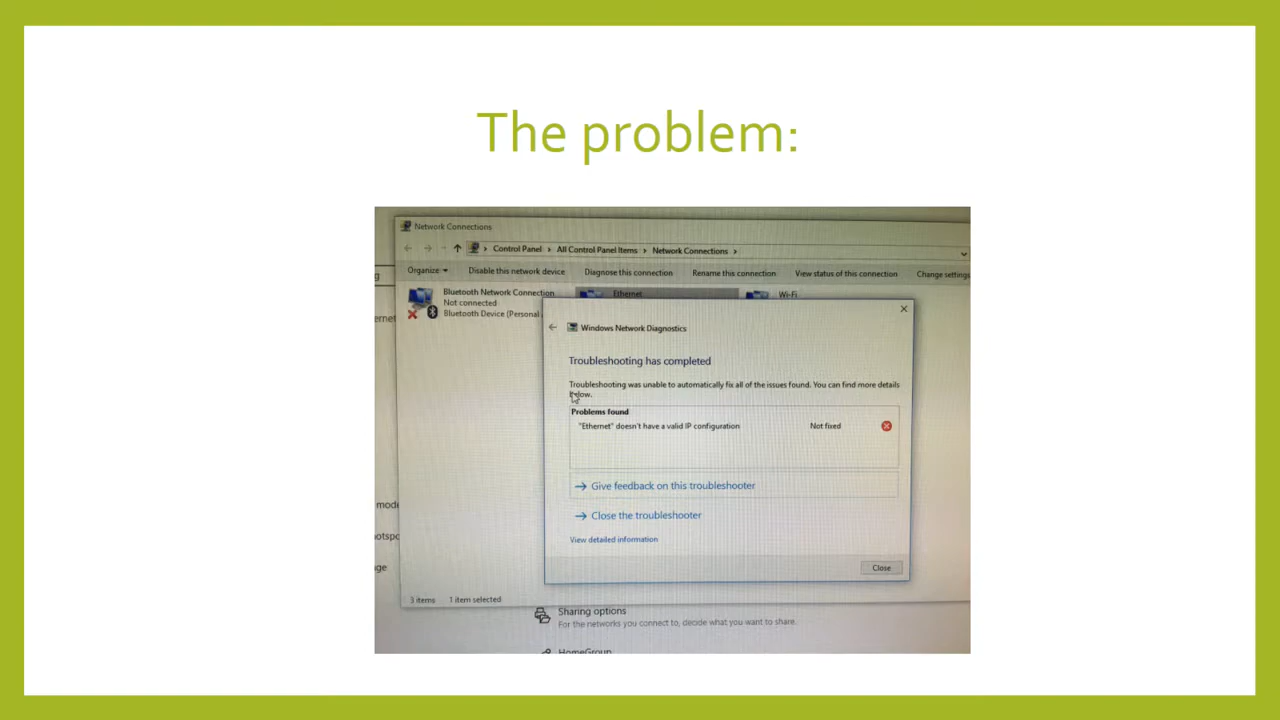 The problem:
Network Connections
Control Panel > All Control Panel Items > Network Connections >
Organize Disable this network device Diagnose this connection Rename this connection View status of this connection Change settings
Bluetooth Network Connection
Not connected
Bluetooth Device (Personal
Ethernet
Wi-Fi
Windows Network Diagnostics
Troubleshooting has completed
Troubleshooting was unable to automatically fix all of the issues found. You can find more details
below.
Problems found
"Ethernet" doesn't have a valid IP configuration Not fixed
Give feedback on this troubleshooter
Close the troubleshooter
View detailed information
Close
3 items 1 item selected
Sharing options
For the networks you connect to, decide what you want to share.
HomeGroup